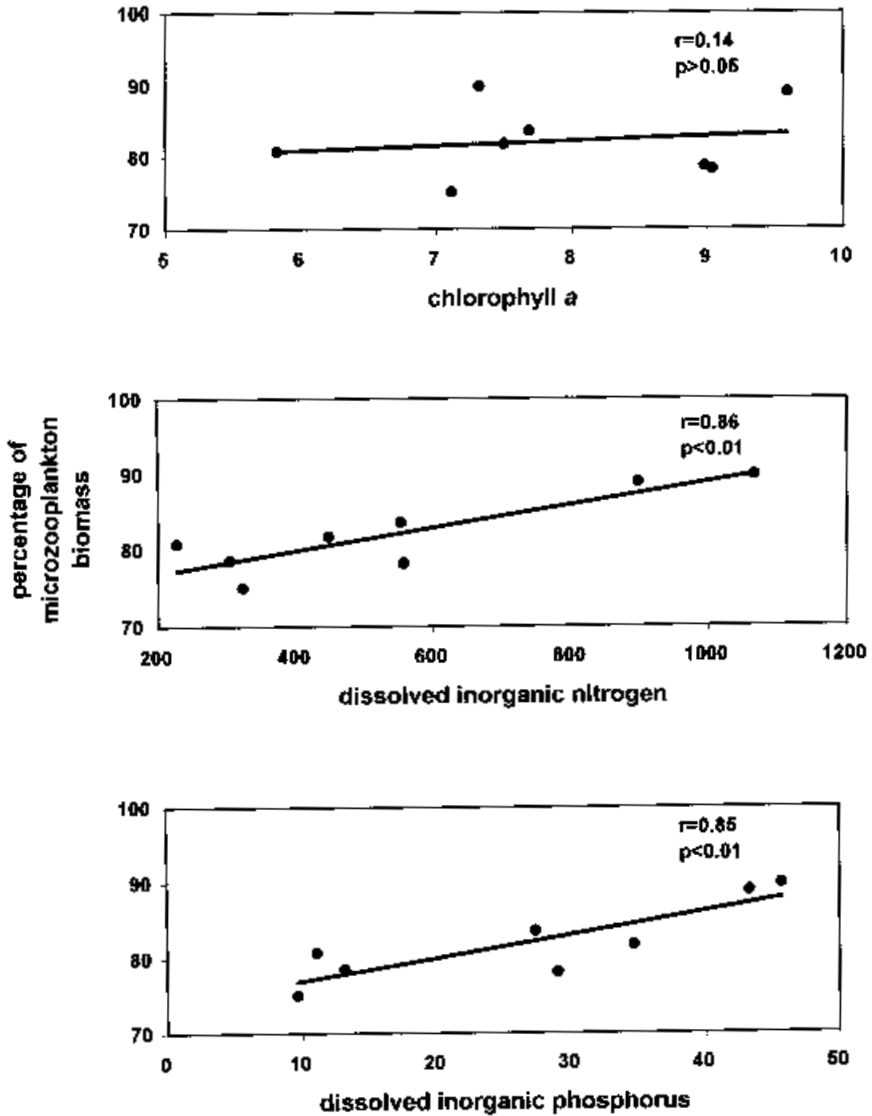 100
90
80
70
r=0.14
p>0.05
5 6 7 8 9 10
chlorophyll a
percentage of
microzooplankton
biomass
100
90
80
70
r=0.86
p<0.01
200 400 600 800 1000 1200
dissolved inorganic nitrogen
100
90
80
70
r=0.85
p<0.01
0 10 20 30 40 50
dissolved inorganic phosphorus